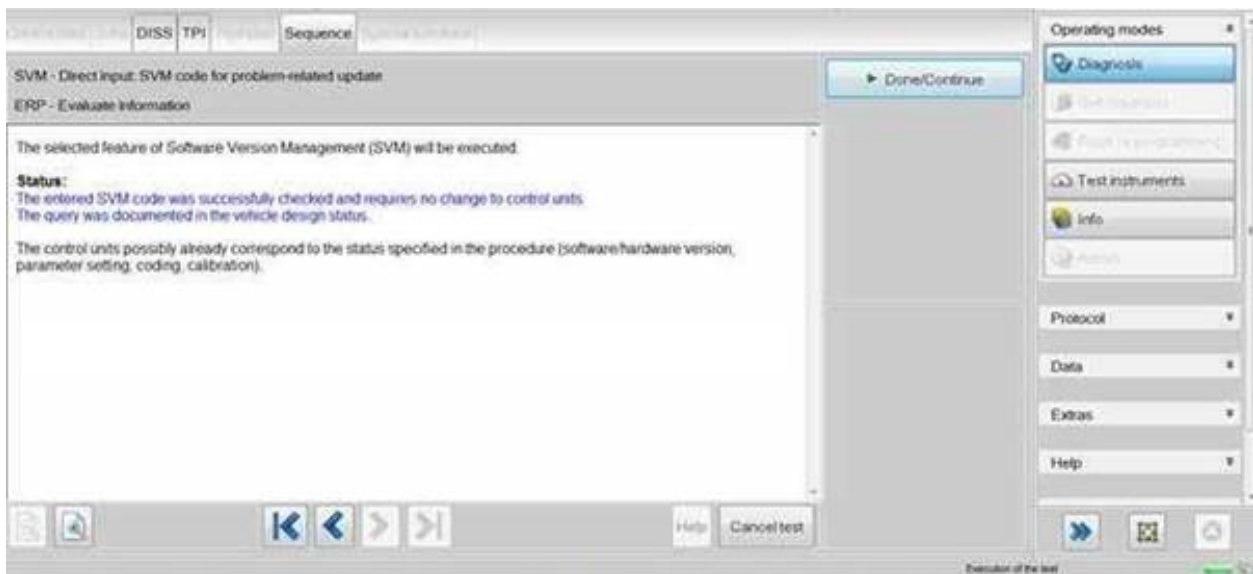 DISS
TPI
Sequence
SVM - Direct input: SVM code for problem-related update
ERP - Evaluate information
Done/Continue
The selected feature of Software Version Management (SVM) will be executed.
Status:
The entered SVM code was successfully checked and requires no change to control units.
The query was documented in the vehicle design status.
The control units possibly already correspond to the status specified in the procedure (software/hardware version,
parameter setting, coding, calibration).
Help
Cancel test
Operating modes
Diagnosis
Test instruments
Info
Protocol
Data
Extras
Help
Execution of the test